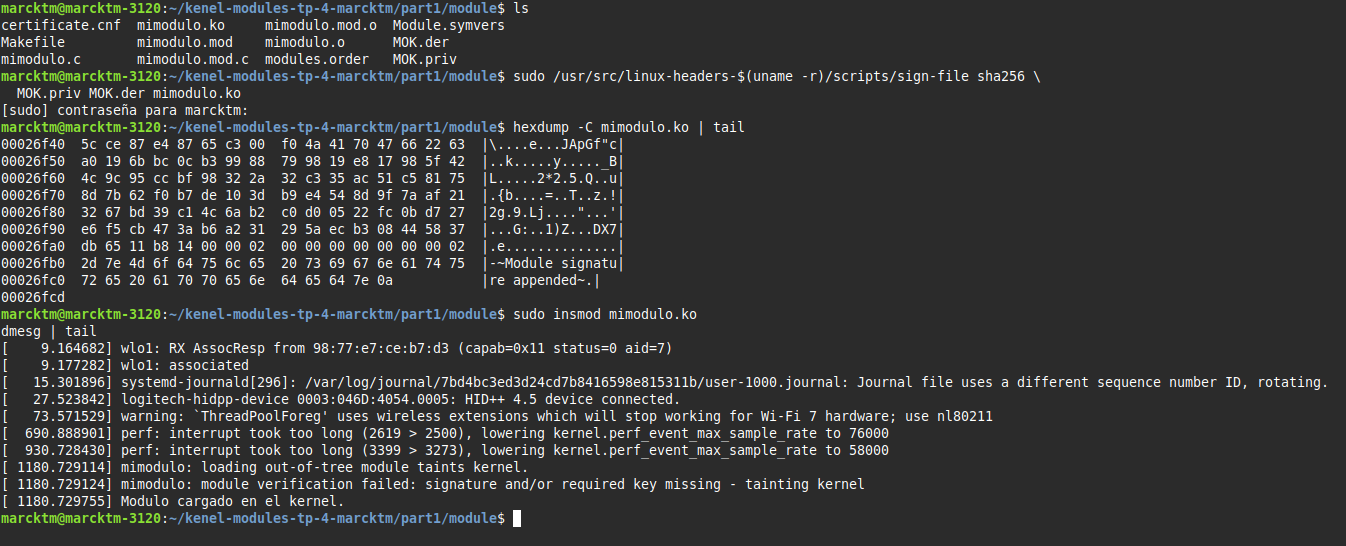 marcktm@marcktm-3120:~/kenel-modules-tp-4-marcktm/part1/module$ ls
certificate.cnf  mimodulo.ko     mimodulo.mod.o  Module.symvers
Makefile         mimodulo.mod    mimodulo.o      MOK.der
mimodulo.c       mimodulo.mod.c  modules.order   MOK.priv
marcktm@marcktm-3120:~/kenel-modules-tp-4-marcktm/part1/module$ sudo /usr/src/linux-headers-$(uname -r)/scripts/sign-file sha256 \
  MOK.priv MOK.der mimodulo.ko
[sudo] contraseña para marcktm:
marcktm@marcktm-3120:~/kenel-modules-tp-4-marcktm/part1/module$ hexdump -C mimodulo.ko | tail
00026f40  5c ce 87 e4 87 65 c3 00  f0 4a 41 70 47 66 22 63  |\....e...JApGf"c|
00026f50  a0 19 6b bc 0c b3 99 88  79 98 19 e8 17 98 5f 42  |..k.....y....._B|
00026f60  4c 9c 95 cc bf 98 32 2a  32 c3 35 ac 51 c5 81 75  |L.....2*2.5.Q..u|
00026f70  8d 7b 62 f0 b7 de 10 3d  b9 e4 54 8d 9f 7a af 21  |.{b....=..T..z.!|
00026f80  32 67 bd 39 c1 4c 6a b2  c0 d0 05 22 fc 0b d7 27  |2g.9.Lj...."...'|
00026f90  e6 f5 cb 47 3a b6 a2 31  29 5a ec b3 08 44 58 37  |...G:..1)Z...DX7|
00026fa0  db 65 11 b8 14 00 00 02  00 00 00 00 00 00 00 02  |.e..............|
00026fb0  2d 7e 4d 6f 64 75 6c 65  20 73 69 67 6e 61 74 75  |-~Module signatu|
00026fc0  72 65 20 61 70 70 65 6e  64 65 64 7e 0a           |re appended~.|
00026fcd
marcktm@marcktm-3120:~/kenel-modules-tp-4-marcktm/part1/module$ sudo insmod mimodulo.ko
dmesg | tail
[    9.164682] wlo1: RX AssocResp from 98:77:e7:ce:b7:d3 (capab=0x11 status=0 aid=7)
[    9.177282] wlo1: associated
[   15.301896] systemd-journald[296]: /var/log/journal/7bd4bc3ed3d24cd7b8416598e815311b/user-1000.journal: Journal file uses a different sequence number ID, rotating.
[   27.523842] logitech-hidpp-device 0003:046D:4054.0005: HID++ 4.5 device connected.
[   73.571529] warning: `ThreadPoolForeg' uses wireless extensions which will stop working for Wi-Fi 7 hardware; use nl80211
[  690.888901] perf: interrupt took too long (2619 > 2500), lowering kernel.perf_event_max_sample_rate to 76000
[  930.728430] perf: interrupt took too long (3399 > 3273), lowering kernel.perf_event_max_sample_rate to 58000
[ 1180.729114] mimodulo: loading out-of-tree module taints kernel.
[ 1180.729124] mimodulo: module verification failed: signature and/or required key missing - tainting kernel
[ 1180.729755] Modulo cargado en el kernel.
marcktm@marcktm-3120:~/kenel-modules-tp-4-marcktm/part1/module$